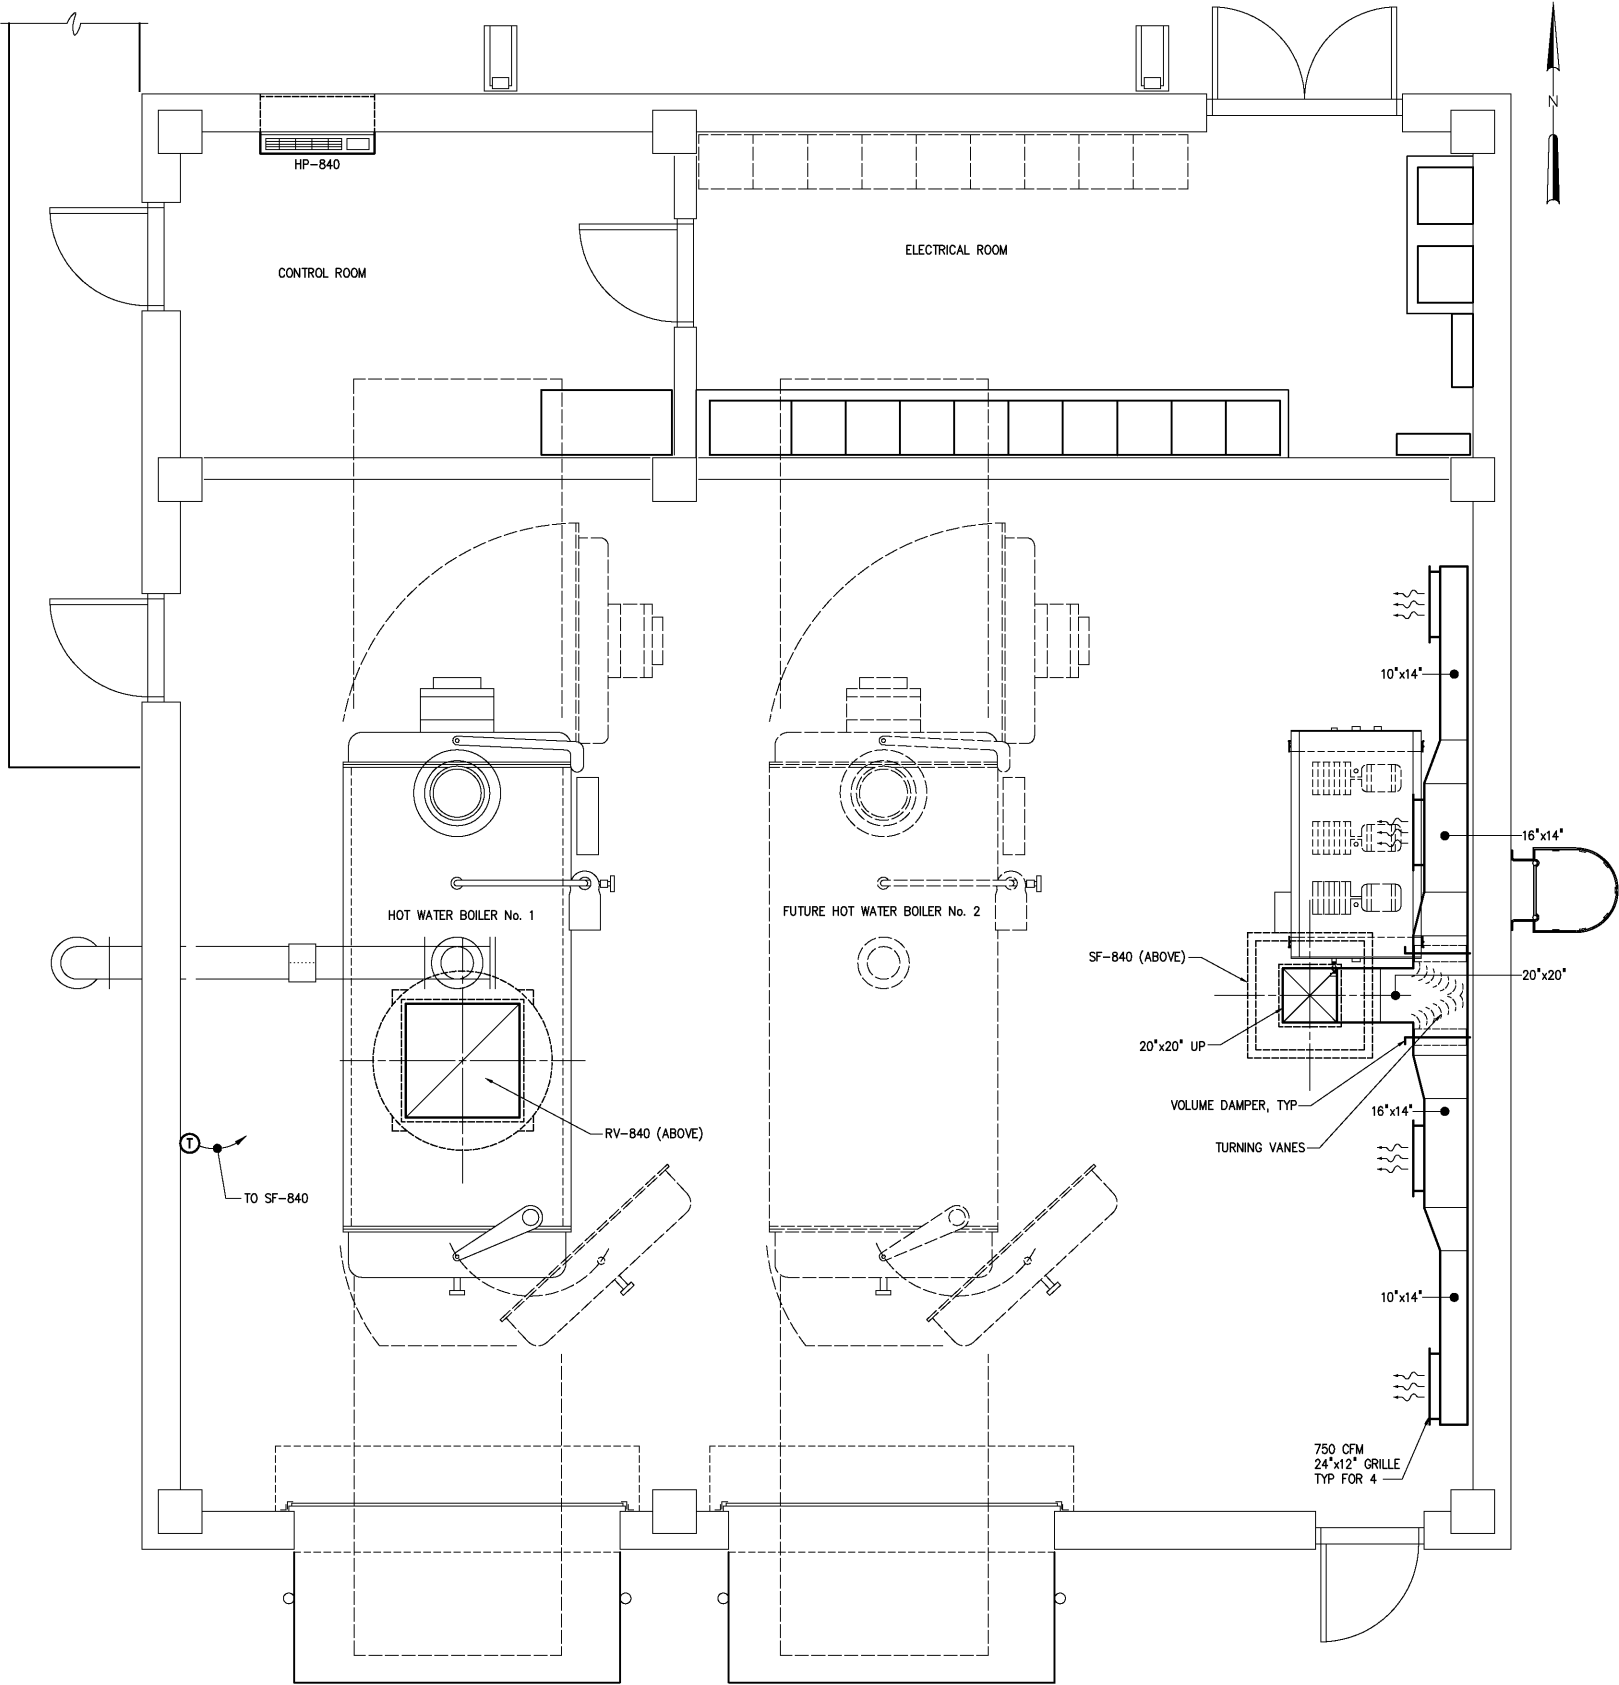 N
HP-840
ELECTRICAL ROOM
CONTROL ROOM
10"x14"
16"x14"
HOT WATER BOILER No. 1
FUTURE HOT WATER BOILER No. 2
SF-840 (ABOVE)
20"x20"
20"x20" UP
VOLUME DAMPER, TYP
16"x14"
RV-840 (ABOVE)
T
TURNING VANES
TO SF-840
10"x14"
750 CFM
24"x12" GRILLE
TYP FOR 4